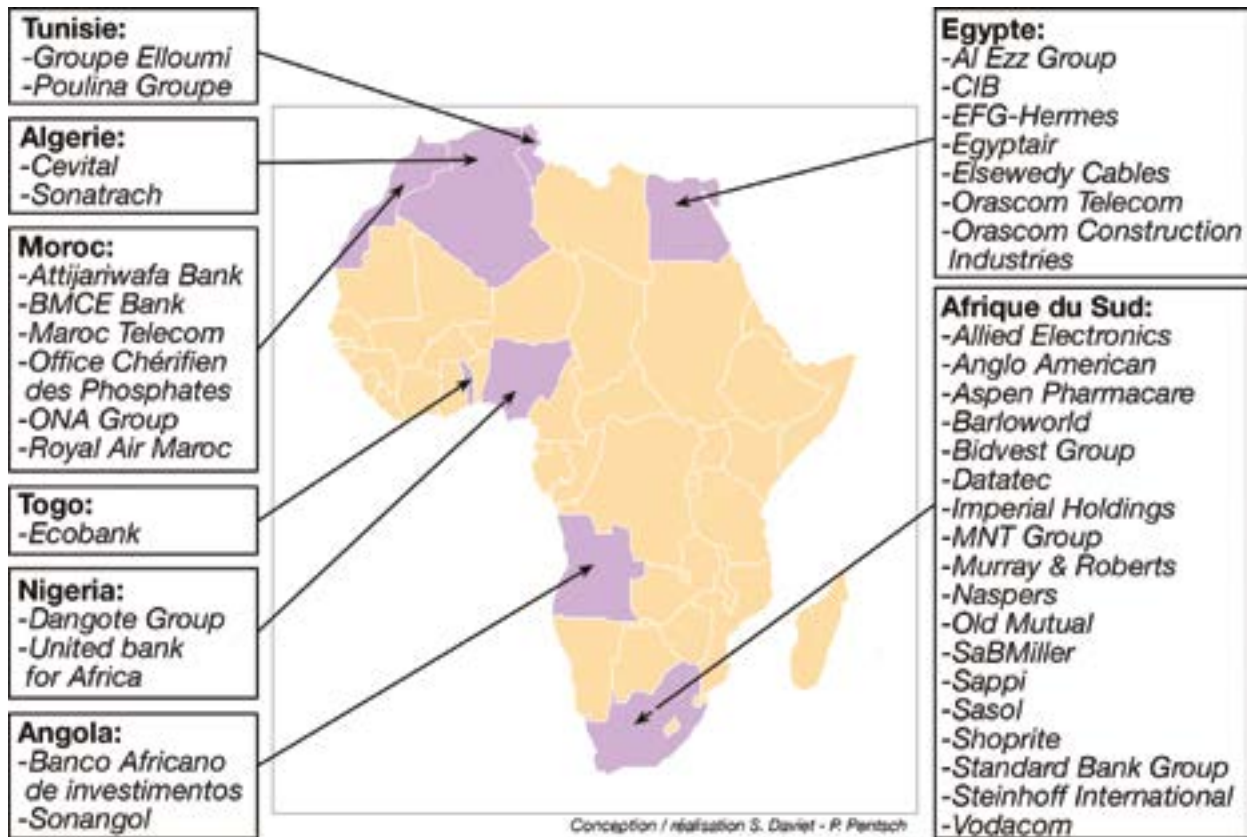 Tunisie:
-Groupe Elloumi
-Poulina Groupe
Algerie:
-Cevital
-Sonatrach
Moroc:
-Attijariwafa Bank
-BMCE Bank
-Maroc Telecom
-Office Chérifien
des Phosphates
-ONA Group
-Royal Air Maroc
Togo:
-Ecobank
Nigeria:
-Dangote Group
-United bank
for Africa
Angola:
-Banco Africano
de investimentos
-Sonangol
Egypte:
-Al Ezz Group
-CIB
-EFG-Hermes
-Egyptair
-Elsewedy Cables
-Orascom Telecom
-Orascom Construction
Industries
Afrique du Sud:
-Allied Electronics
-Anglo American
-Aspen Pharmacare
-Barloworld
-Bidvest Group
-Datatec
-Imperial Holdings
-MNT Group
-Murray & Roberts
-Naspers
-Old Mutual
-SaBMiller
-Sappi
-Sasol
-Shoprite
-Standard Bank Group
-Steinhoff International
-Vodacom
Conception / réalisation S. Daviet - P. Pentsch